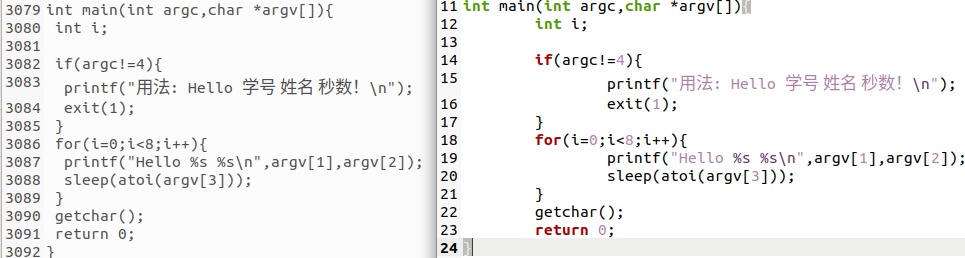 3079 int main(int argc,char *argv[]){
3080  int i;
3081
3082  if(argc!=4){
3083   printf("用法: Hello 学号 姓名 秒数！\n");
3084   exit(1);
3085  }
3086  for(i=0;i<8;i++){
3087   printf("Hello %s %s\n",argv[1],argv[2]);
3088   sleep(atoi(argv[3]));
3089  }
3090  getchar();
3091  return 0;
3092 }
11 int main(int argc,char *argv[]){
12         int i;
13
14         if(argc!=4){
15                 printf("用法: Hello 学号 姓名 秒数！\n");
16                 exit(1);
17         }
18         for(i=0;i<8;i++){
19                 printf("Hello %s %s\n",argv[1],argv[2]);
20                 sleep(atoi(argv[3]));
21         }
22         getchar();
23         return 0;
24 }